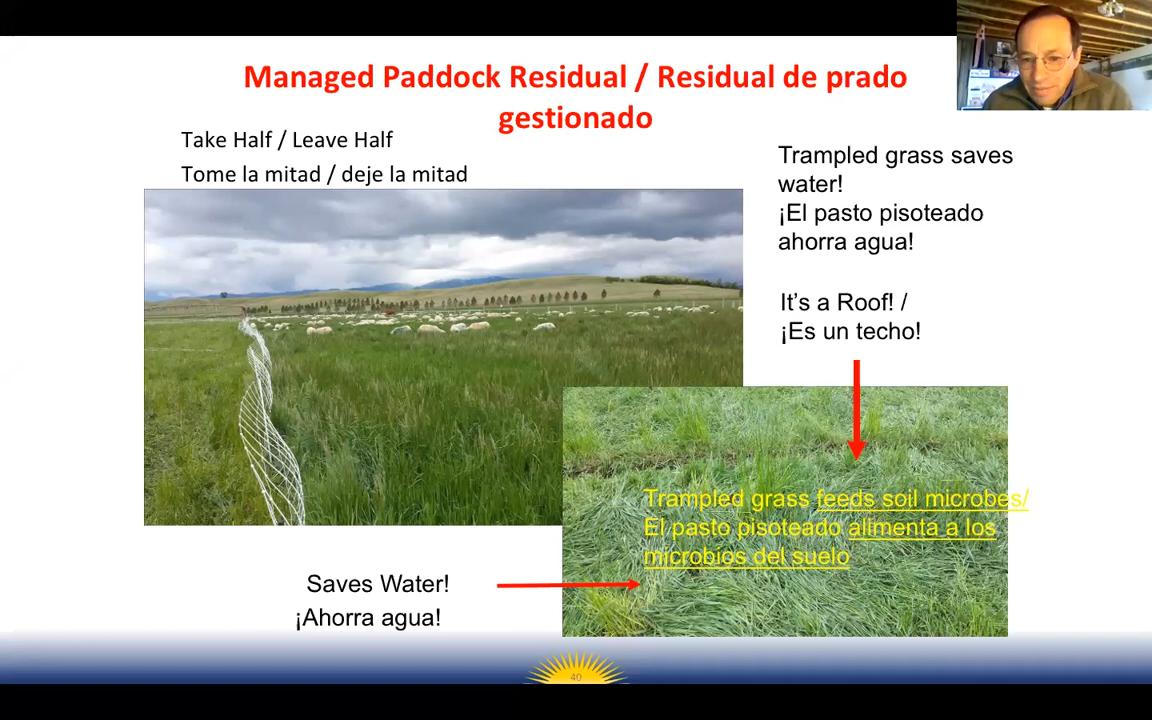 Managed Paddock Residual / Residual de prado
gestionado
Take Half / Leave Half
Tome la mitad / deje la mitad
Trampled grass saves
water!
¡El pasto pisoteado
ahorra agua!
It’s a Roof! /
¡Es un techo!
Trampled grass feeds soil microbes/
El pasto pisoteado alimenta a los
microbios del suelo
Saves Water!
¡Ahorra agua!
40